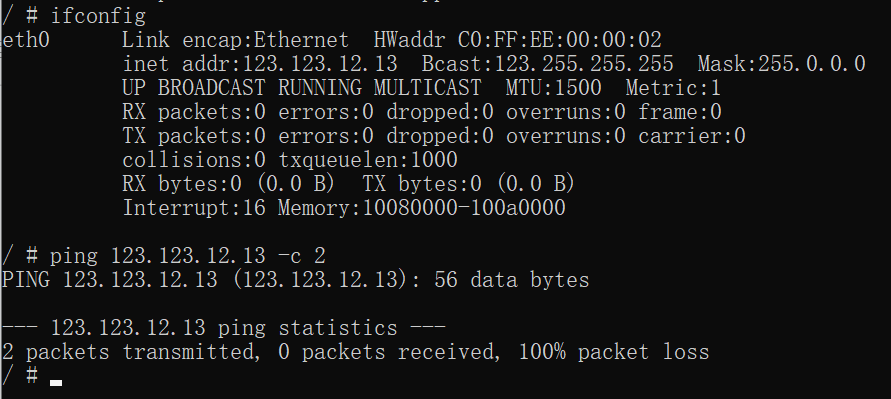 / # ifconfig
eth0      Link encap:Ethernet  HWaddr C0:FF:EE:00:00:02
          inet addr:123.123.12.13  Bcast:123.255.255.255  Mask:255.0.0.0
          UP BROADCAST RUNNING MULTICAST  MTU:1500  Metric:1
          RX packets:0 errors:0 dropped:0 overruns:0 frame:0
          TX packets:0 errors:0 dropped:0 overruns:0 carrier:0
          collisions:0 txqueuelen:1000
          RX bytes:0 (0.0 B)  TX bytes:0 (0.0 B)
          Interrupt:16 Memory:10080000-100a0000
/ # ping 123.123.12.13 -c 2
PING 123.123.12.13 (123.123.12.13): 56 data bytes
--- 123.123.12.13 ping statistics ---
2 packets transmitted, 0 packets received, 100% packet loss
/ #